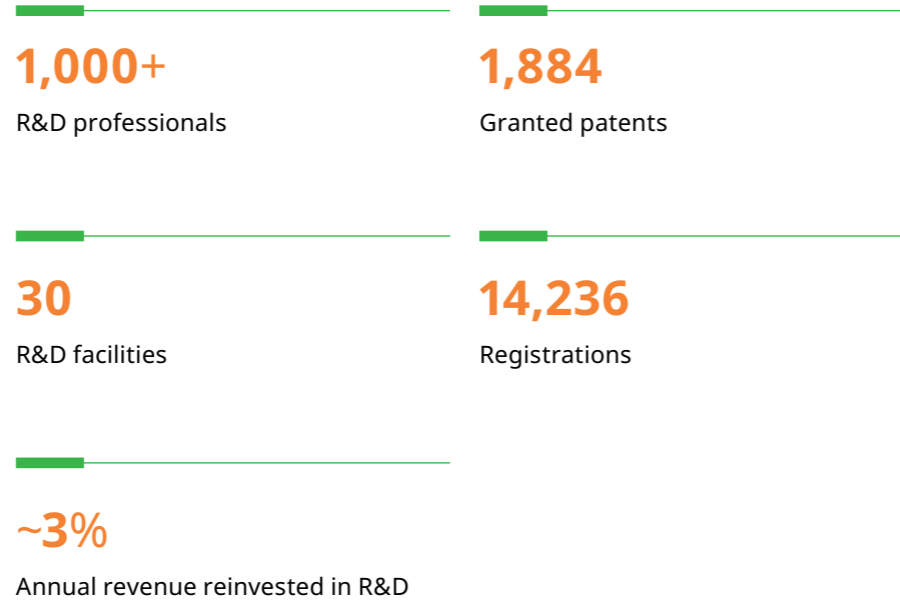 1,000+
R&D professionals
1,884
Granted patents
30
R&D facilities
14,236
Registrations
~3%
Annual revenue reinvested in R&D